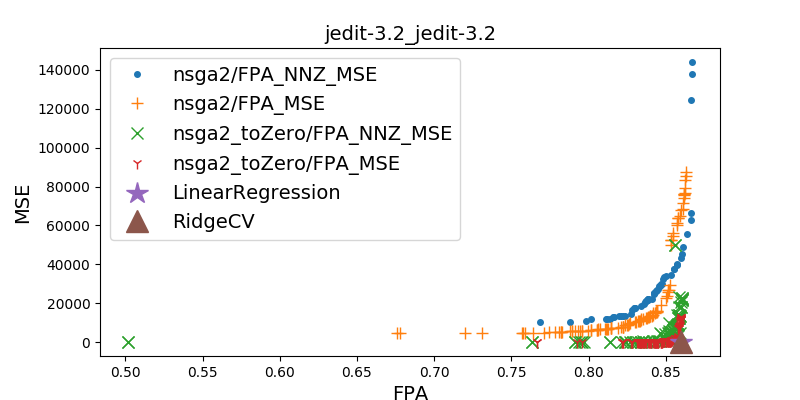 jedit-3.2_jedit-3.2
140000
120000
100000
80000
60000
40000
20000
0
MSE
nsga2/FPA_NNZ_MSE
nsga2/FPA_MSE
nsga2_toZero/FPA_NNZ_MSE
nsga2_toZero/FPA_MSE
LinearRegression
RidgeCV
0.50 0.55 0.60 0.65 0.70 0.75 0.80 0.85
FPA